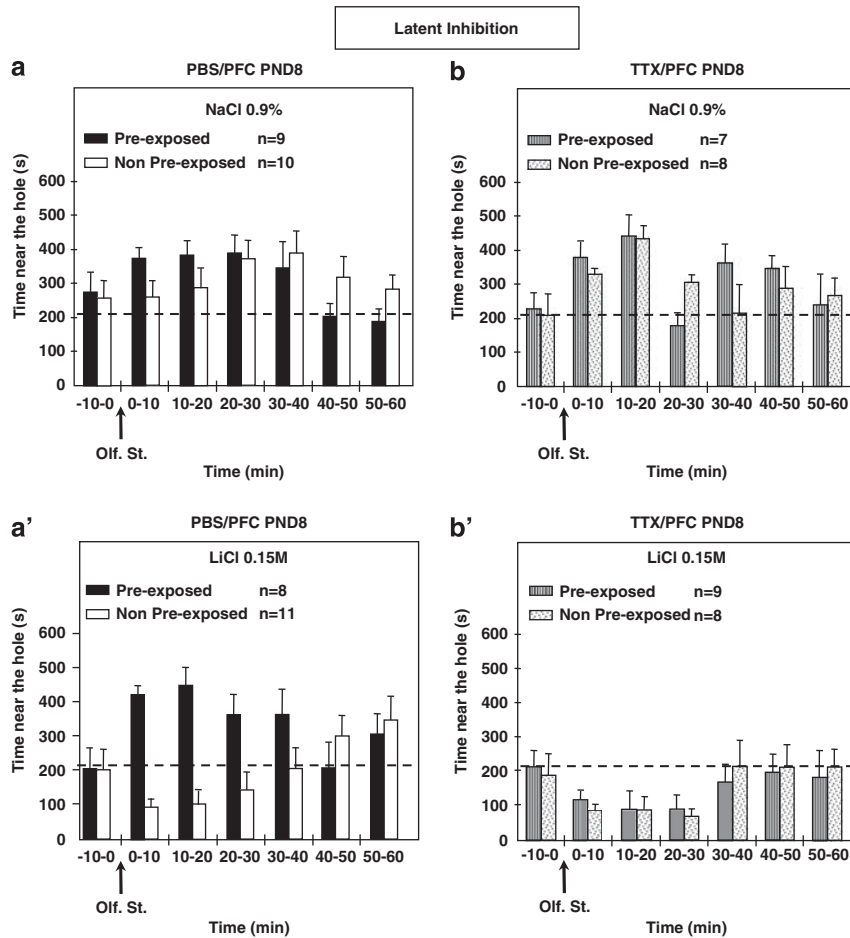 Latent Inhibition
a
PBS/PFC PND8
NaCl 0.9%
Pre-exposed n=9
Non Pre-exposed n=10
Time near the hole (s)
600
500
400
300
200
100
0
-10-0 0-10 10-20 20-30 30-40 40-50 50-60
Olf. St.
Time (min)
b
TTX/PFC PND8
NaCl 0.9%
Pre-exposed n=7
Non Pre-exposed n=8
Time near the hole (s)
600
500
400
300
200
100
0
-10-0 0-10 10-20 20-30 30-40 40-50 50-60
Olf. St.
Time (min)
a'
PBS/PFC PND8
LiCl 0.15M
Pre-exposed n=8
Non Pre-exposed n=11
Time near the hole (s)
600
500
400
300
200
100
0
-10-0 0-10 10-20 20-30 30-40 40-50 50-60
Olf. St.
Time (min)
b'
TTX/PFC PND8
LiCl 0.15M
Pre-exposed n=9
Non Pre-exposed n=8
Time near the hole (s)
600
500
400
300
200
100
0
-10-0 0-10 10-20 20-30 30-40 40-50 50-60
Olf. St.
Time (min)